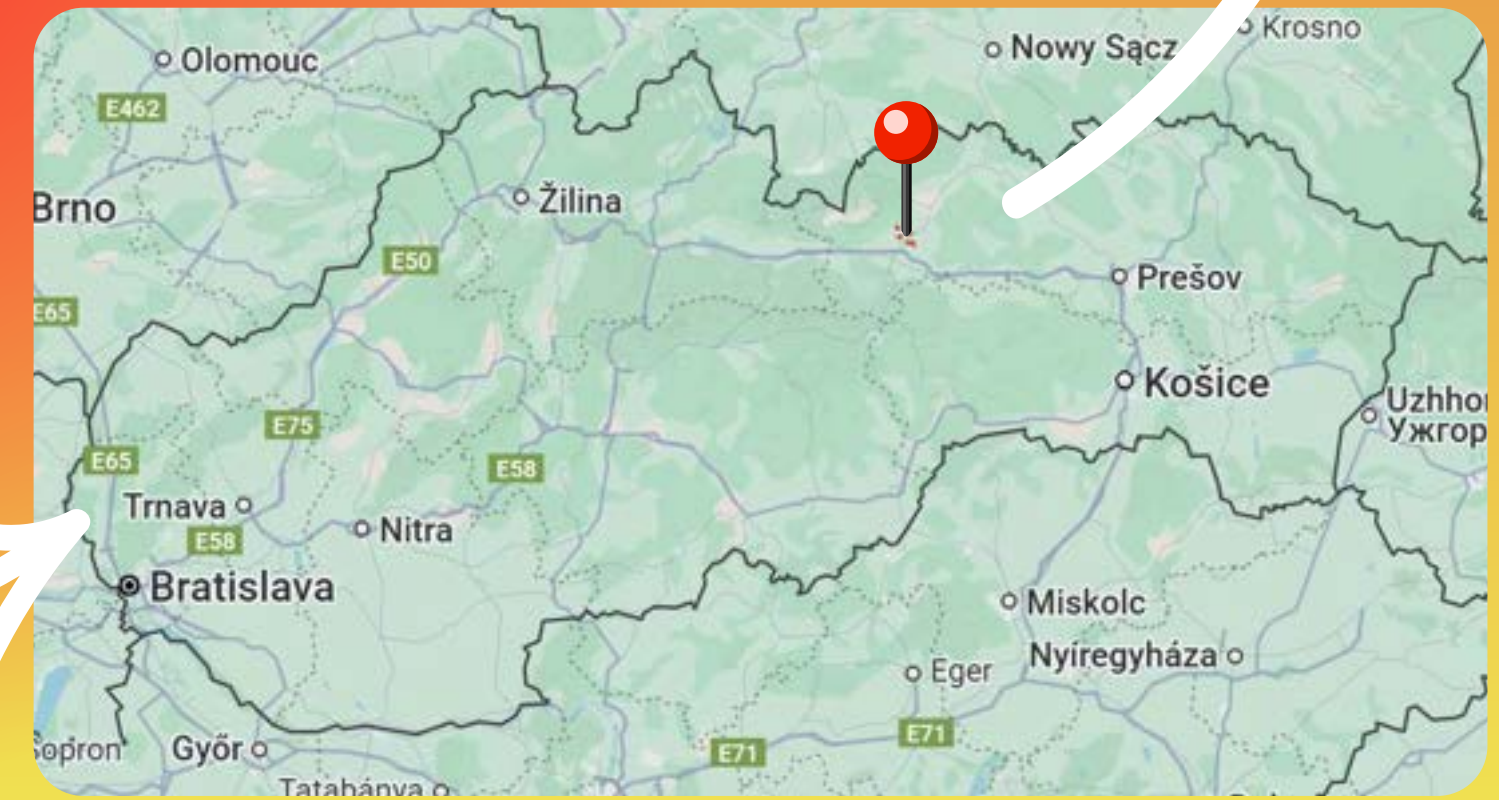 Krosno
Nowy Sącz
Olomouc
E462
Žilina
Brno
E50
Prešov
E65
Košice
Uzhhor
Ужгор
E75
E65
E58
Trnava
Nitra
E58
Bratislava
Miskolc
Nyíregyháza
Eger
E71
Sopron
Győr
E71
Tatabánya